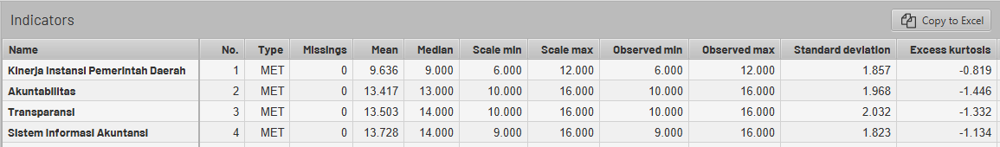 Indicators Copy to Excel
Name No. Type Missings Mean Median Scale min Scale max Observed min Observed max Standard deviation Excess kurtosis
Kinerja Instansi Pemerintah Daerah 1 MET 0 9.636 9.000 6.000 12.000 6.000 12.000 1.857 -0.819
Akuntabilitas 2 MET 0 13.417 13.000 10.000 16.000 10.000 16.000 1.968 -1.446
Transparansi 3 MET 0 13.503 14.000 10.000 16.000 10.000 16.000 2.032 -1.332
Sistem Informasi Akuntansi 4 MET 0 13.728 14.000 9.000 16.000 9.000 16.000 1.823 -1.134